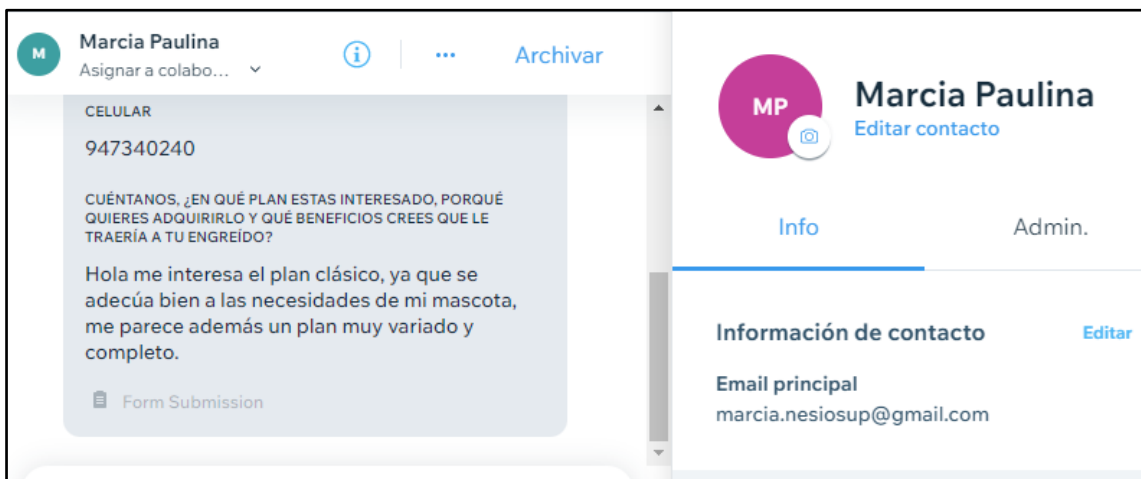 M
Marcia Paulina
Asignar a colabo...
Archivar
CELULAR
947340240
CUÉNTANOS, ¿EN QUÉ PLAN ESTAS INTERESADO, PORQUÉ
QUIERES ADQUIRIRLO Y QUÉ BENEFICIOS CREES QUE LE
TRAERÍA A TU ENGREÍDO?
Hola me interesa el plan clásico, ya que se
adecúa bien a las necesidades de mi mascota,
me parece además un plan muy variado y
completo.
Form Submission
MP
Marcia Paulina
Editar contacto
Info
Admin.
Información de contacto
Editar
Email principal
marcia.nesiosup@gmail.com